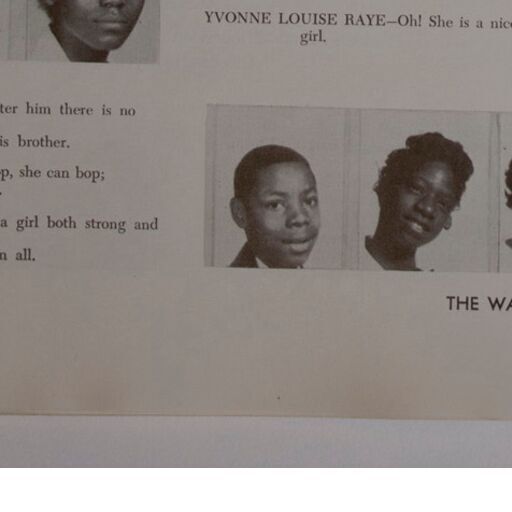 YVONNE LOUISE RAYE—Oh! She is a nice
girl.
ter him there is no
is brother.
op, she can bop;
a girl both strong and
n all.
THE WA